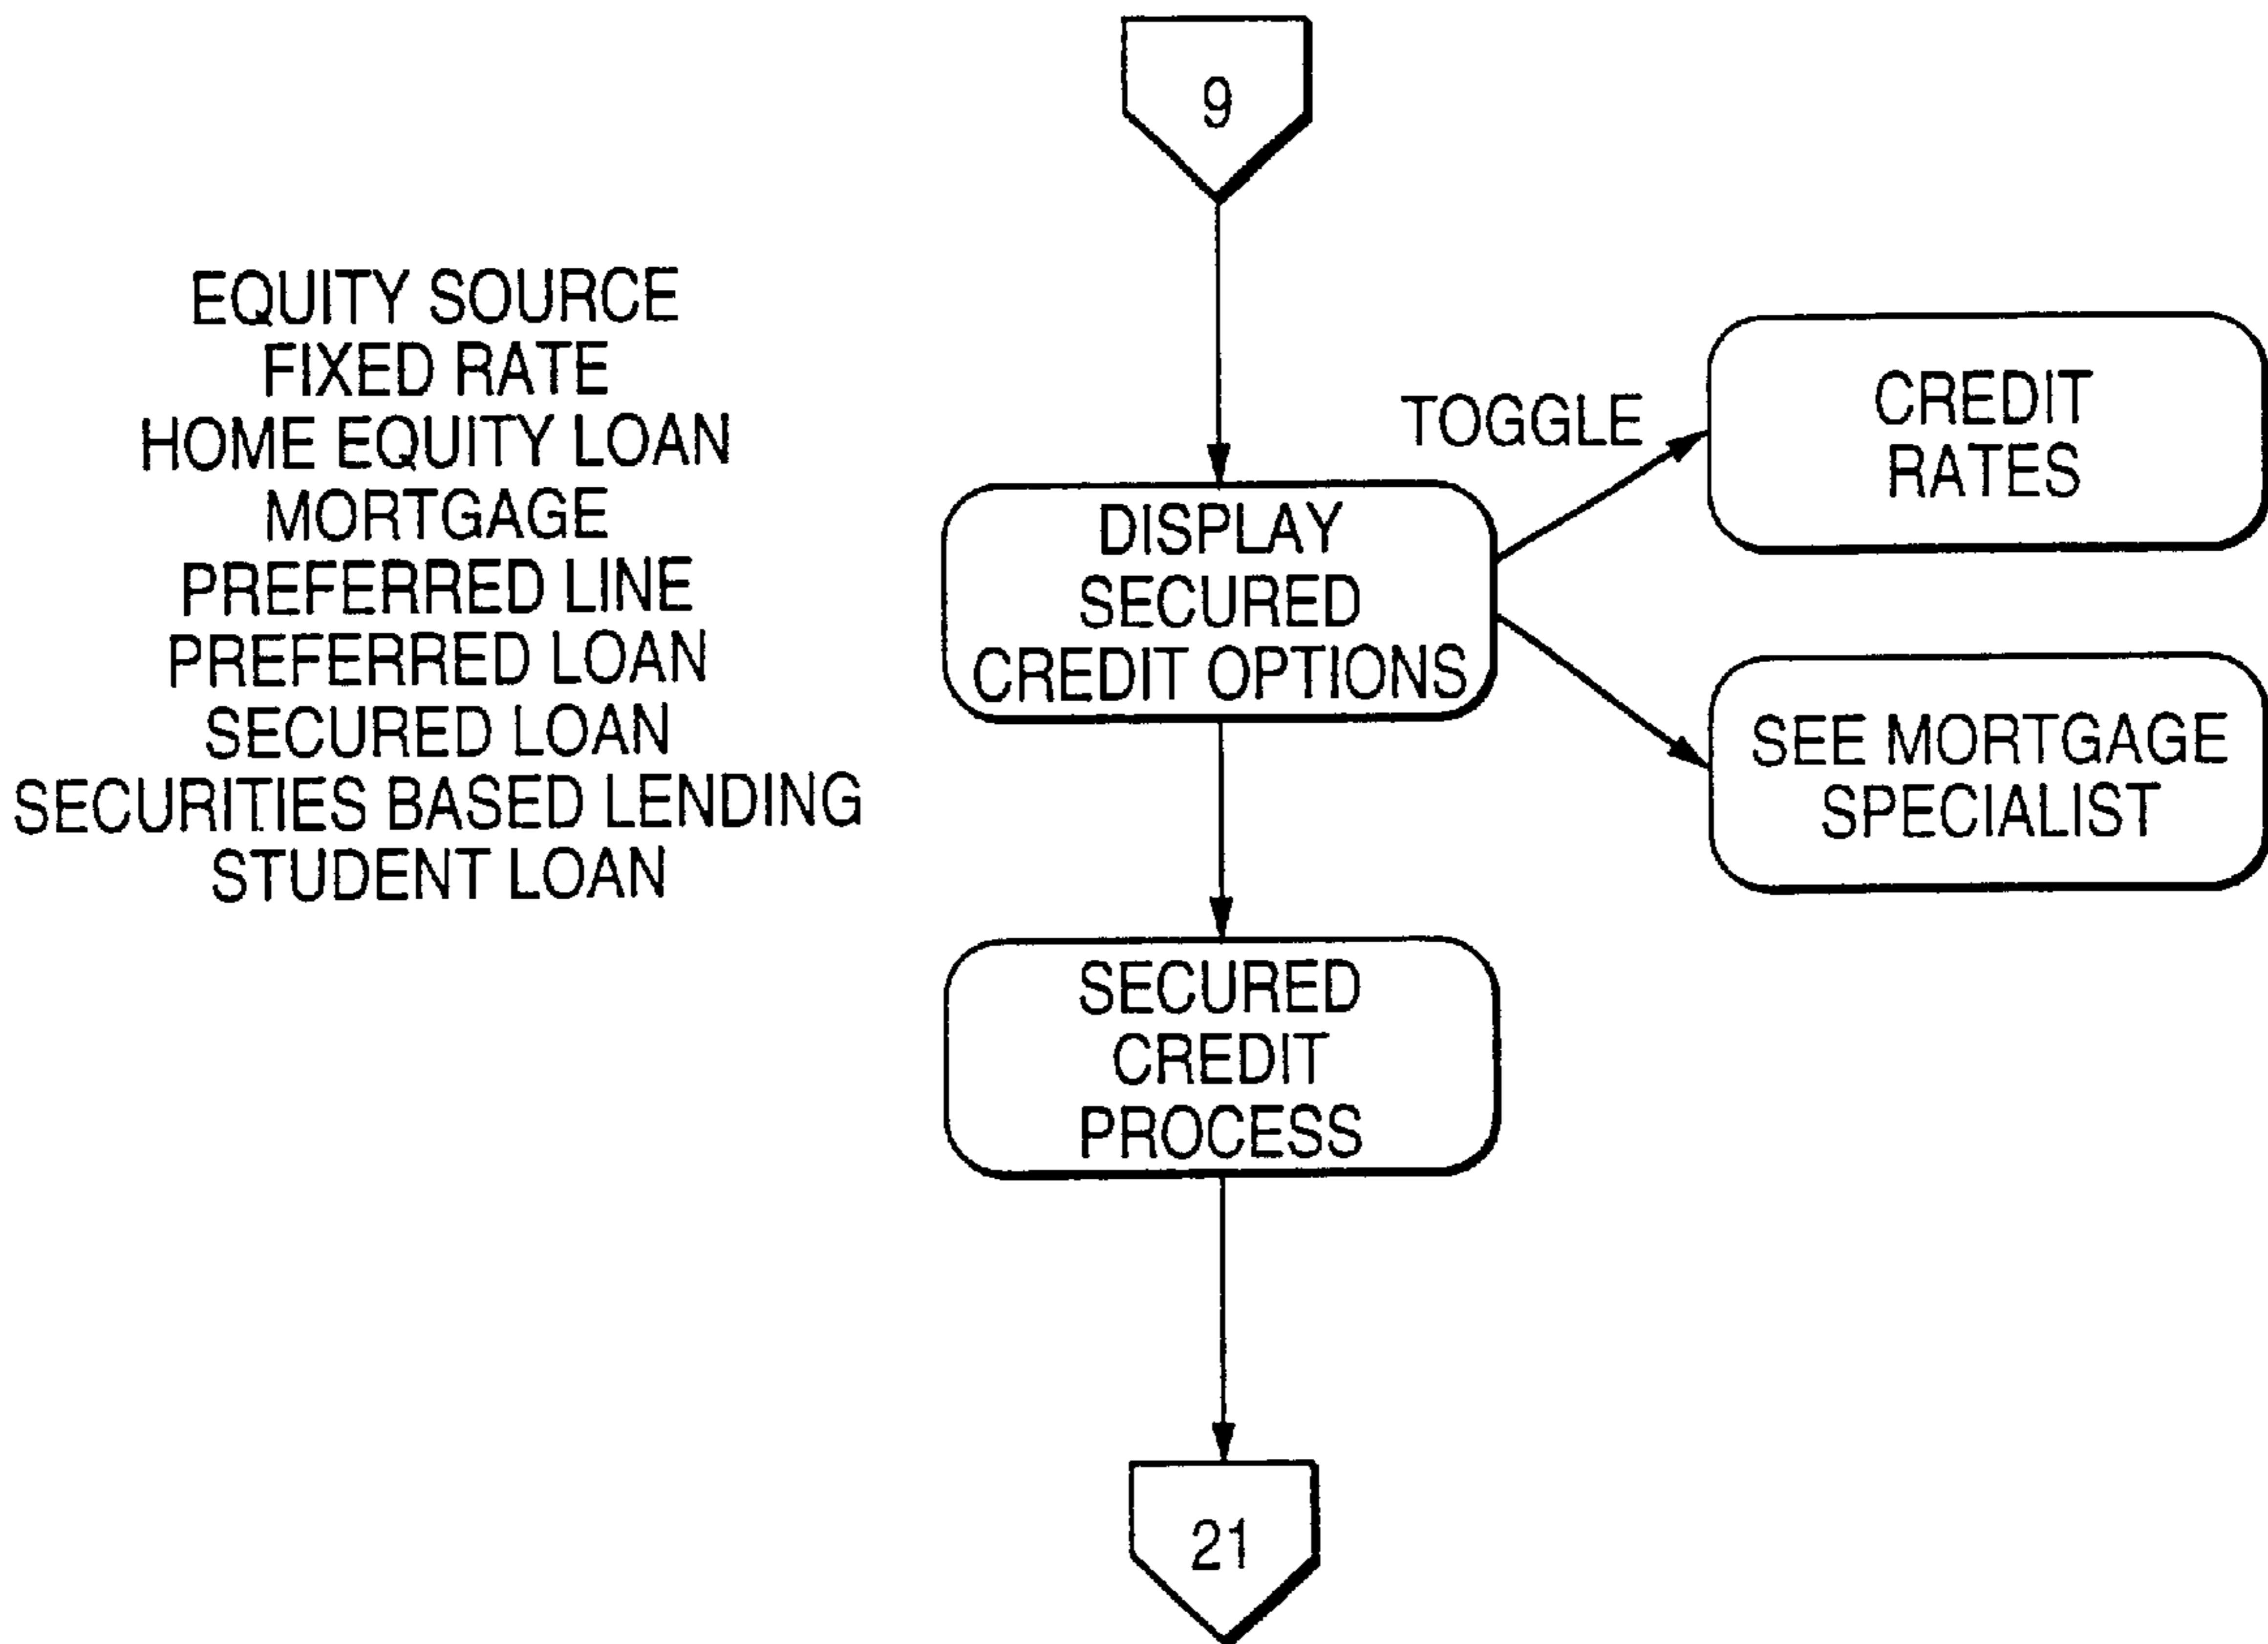 9
EQUITY SOURCE
FIXED RATE
HOME EQUITY LOAN
MORTGAGE
PREFERRED LINE
PREFERRED LOAN
SECURED LOAN
SECURITIES BASED LENDING
STUDENT LOAN
DISPLAY
SECURED
CREDIT OPTIONS
TOGGLE
CREDIT
RATES
SEE MORTGAGE
SPECIALIST
SECURED
CREDIT
PROCESS
21